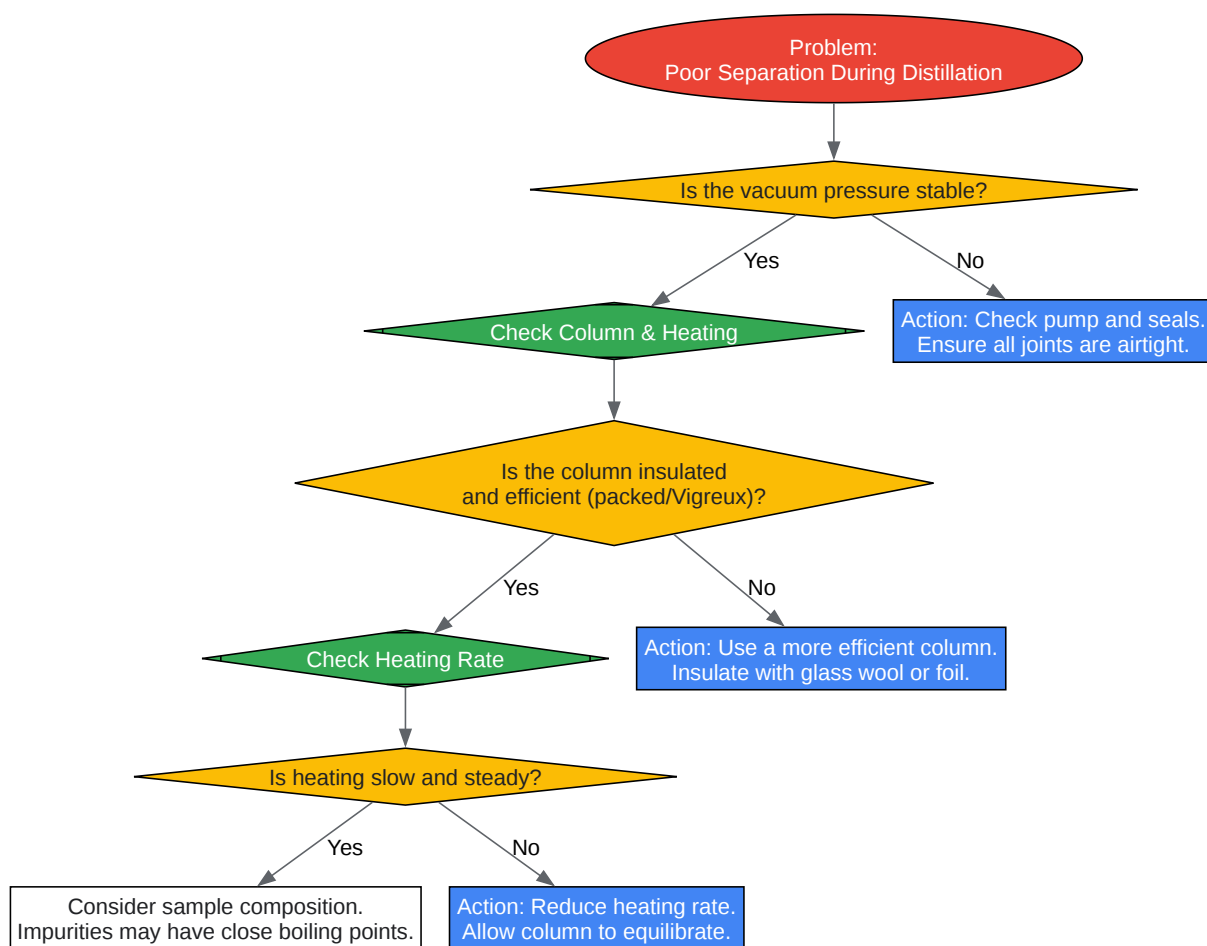 Problem:
Poor Separation During Distillation
Is the vacuum pressure stable?
Yes
No
Check Column & Heating
Action: Check pump and seals.
Ensure all joints are airtight.
Is the column insulated
and efficient (packed/Vigreux)?
Yes
No
Check Heating Rate
Action: Use a more efficient column.
Insulate with glass wool or foil.
Is heating slow and steady?
Yes
No
Consider sample composition.
Impurities may have close boiling points.
Action: Reduce heating rate.
Allow column to equilibrate.